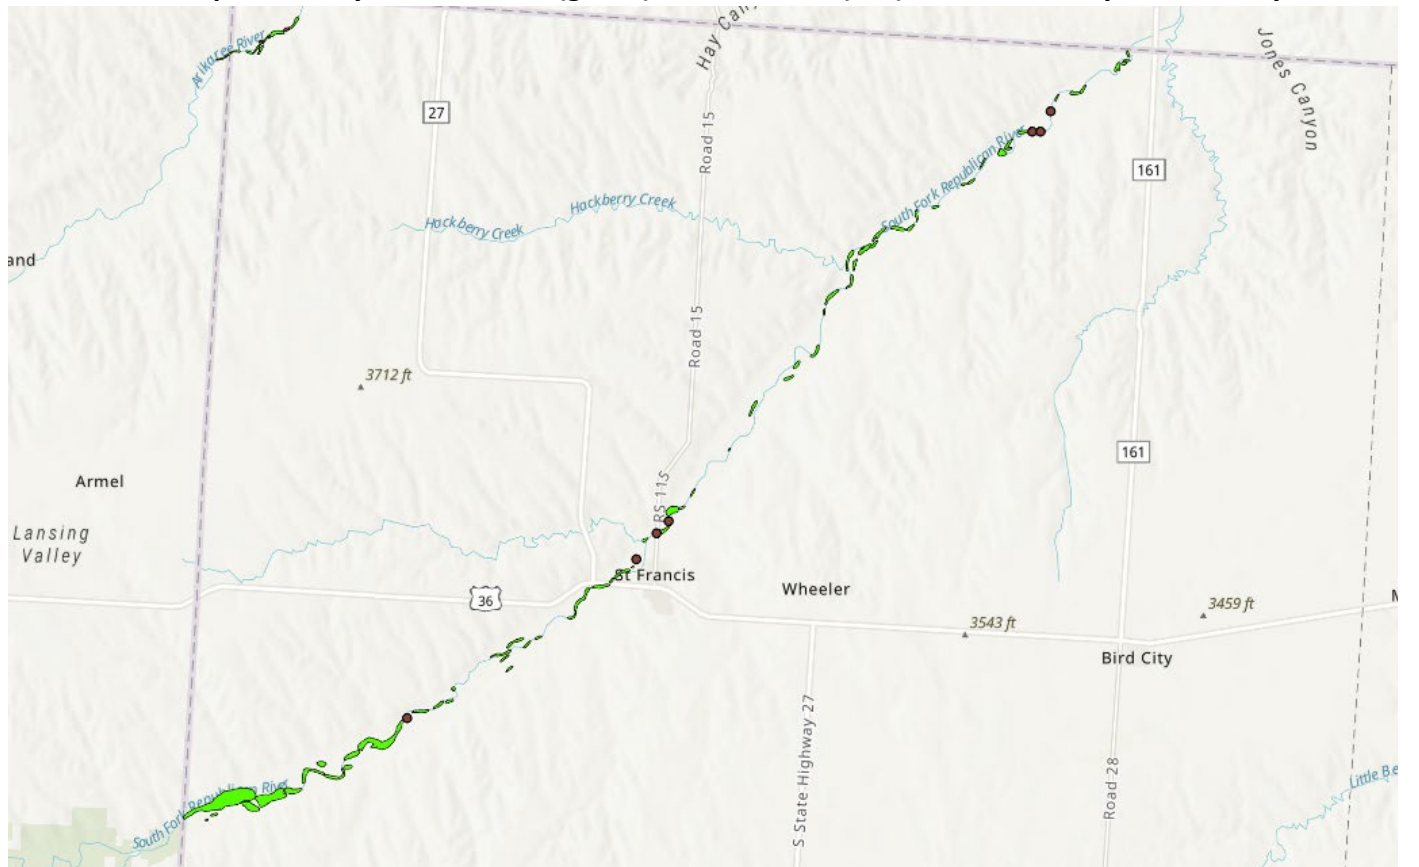 Arikaree River
Hay
Jones Canyon
27
Road 15
161
South Fork Republican River
Hackberry Creek
Hackberry Creek
and
Road 15
3712 ft
161
Armel
RS 115
Lansing
Valley
St Francis
Wheeler
36
3459 ft
3543 ft
Bird City
S State Highway 27
Road 28
Little Be
South Fork Republican River